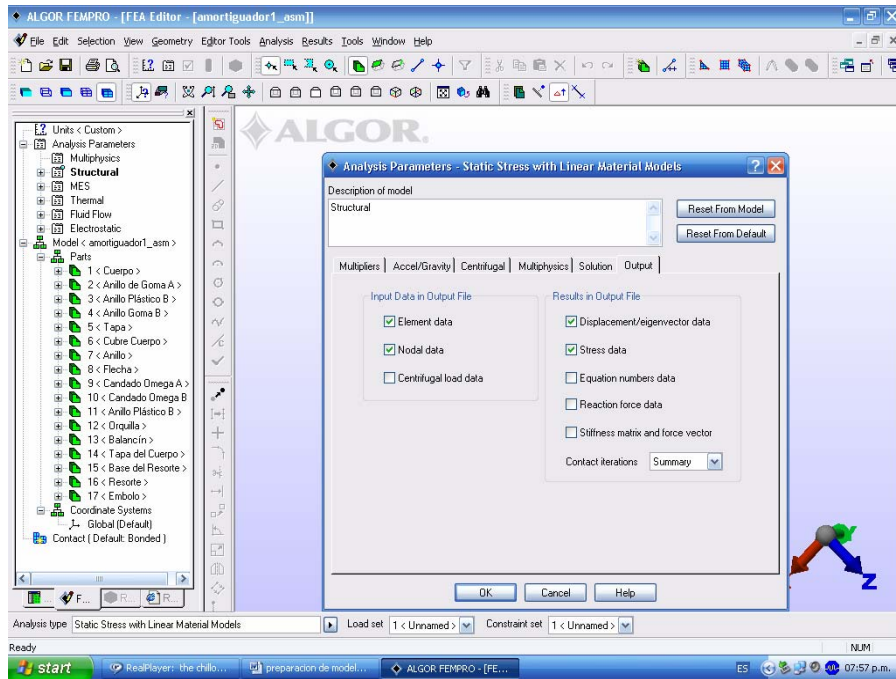 ALGOR FEMPRO - [FEA Editor - [amortiguador1_asm]]
File Edit Selection View Geometry Editor Tools Analysis Results Tools Window Help
ALGOR.
Units < Custom >
Analysis Parameters
Multiphysics
Structural
MES
Thermal
Fluid Flow
Electrostatic
Model < amortiguador1_asm >
Parts
1 < Cuerpo >
2 < Anillo de Goma A >
3 < Anillo Plástico B >
4 < Anillo Goma B >
5 < Tapa >
6 < Cubre Cuerpo >
7 < Anillo >
8 < Flecha >
9 < Candado Omega A >
10 < Candado Omega B
11 < Anillo Plástico B >
12 < Orquilla >
13 < Balancín >
14 < Tapa del Cuerpo >
15 < Base del Resorte >
16 < Resorte >
17 < Embolo >
Coordinate Systems
Global (Default)
Contact ( Default: Bonded )
F...
R...
R...
Analysis Parameters - Static Stress with Linear Material Models
Description of model
Structural
Reset From Model
Reset From Default
Multipliers Accel/Gravity Centrifugal Multiphysics Solution Output
Input Data in Output File
Element data
Nodal data
Centrifugal load data
Results in Output File
Displacement/eigenvector data
Stress data
Equation numbers data
Reaction force data
Stiffness matrix and force vector
Contact iterations Summary
OK Cancel Help
Z
Analysis type Static Stress with Linear Material Models Load set 1 < Unnamed > Constraint set 1 < Unnamed >
Ready NUM
start RealPlayer: the chillo... preparacion de model... ALGOR FEMPRO - [FE... ES 07:57 p.m.